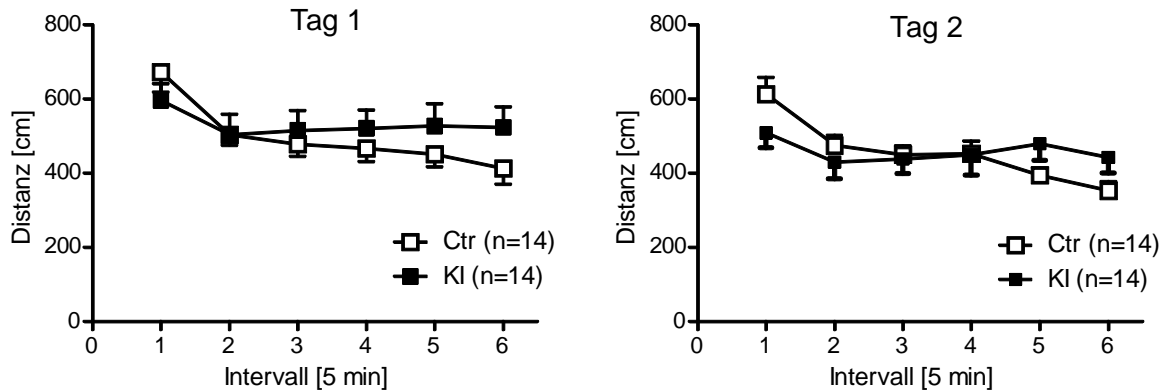 Tag 1
800
600
400
200
0
Distanz [cm]
Ctr (n=14)
KI (n=14)
0 1 2 3 4 5 6
Intervall [5 min]
Tag 2
800
600
400
200
0
Distanz [cm]
Ctr (n=14)
KI (n=14)
0 1 2 3 4 5 6
Intervall [5 min]